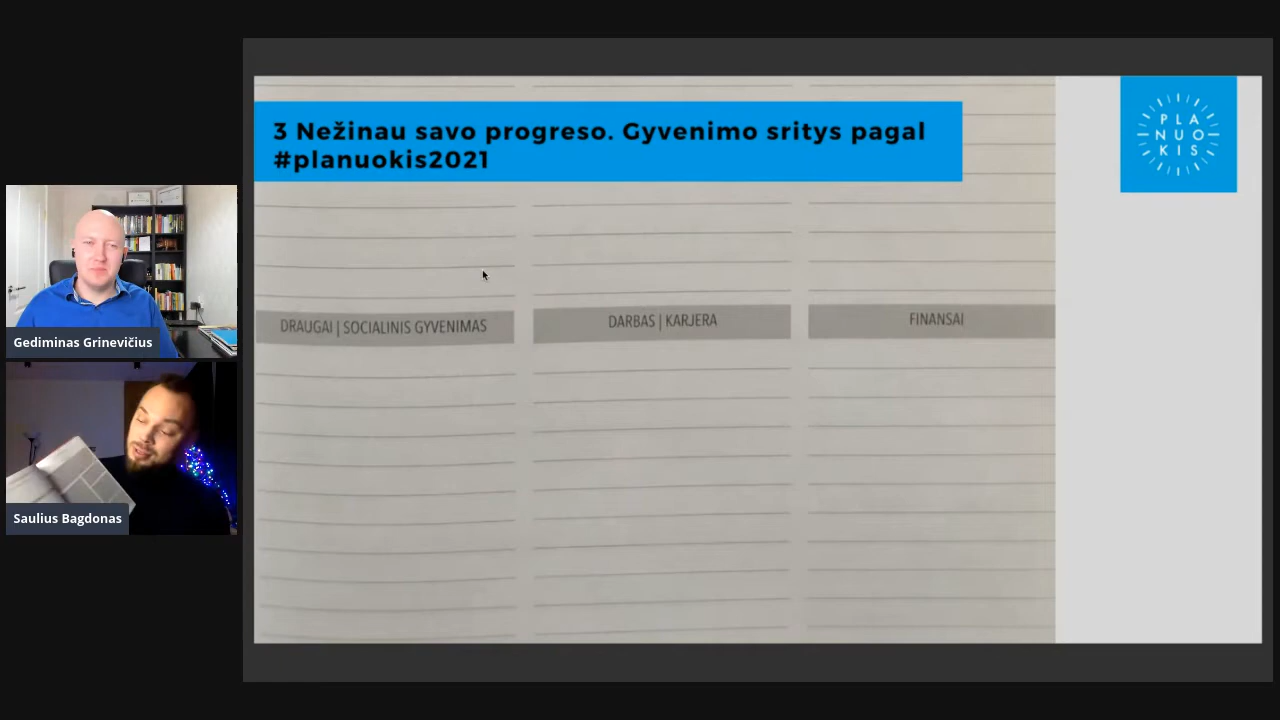 3 Nežinau savo progreso. Gyvenimo sritys pagal
#planuokis2021
PLA
NUO
KIS
DRAUGAI | SOCIALINIS GYVENIMAS
DARBAS | KARJERA
FINANSAI
Gediminas Grinevičius
Saulius Bagdonas